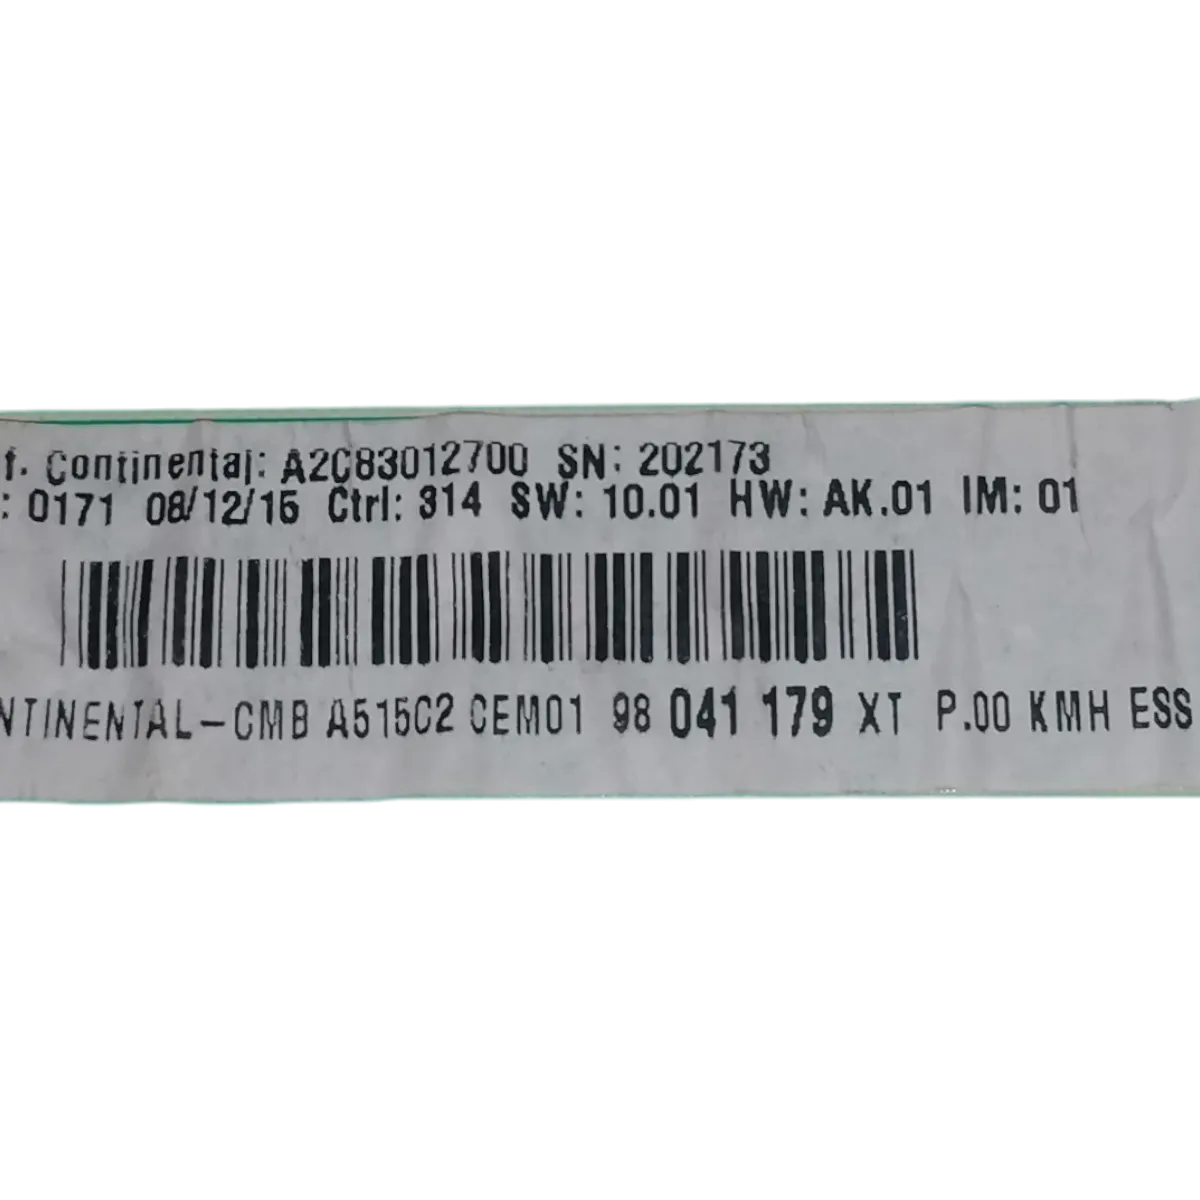 f. Continental: A2C83012700 SN: 202173
: 0171 08/12/15 Ctrl: 314 SW: 10.01 HW: AK.01 IM: 01
NTINENTAL-CMB A515C2 CEM01 98 041 179 XT P.00 KMH ESS